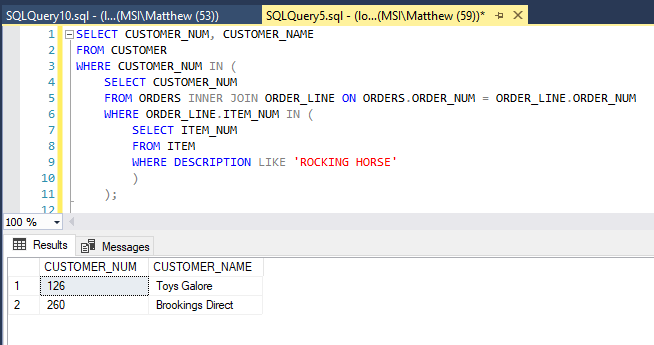 SQLQuery10.sql - (l...(MSI\Matthew (53))
SQLQuery5.sql - (lo...(MSI\Matthew (59))*
1 SELECT CUSTOMER_NUM, CUSTOMER_NAME
2 FROM CUSTOMER
3 WHERE CUSTOMER_NUM IN (
4 SELECT CUSTOMER_NUM
5 FROM ORDERS INNER JOIN ORDER_LINE ON ORDERS.ORDER_NUM = ORDER_LINE.ORDER_NUM
6 WHERE ORDER_LINE.ITEM_NUM IN (
7 SELECT ITEM_NUM
8 FROM ITEM
9 WHERE DESCRIPTION LIKE 'ROCKING HORSE'
10 )
11 );
12
100 %
Results Messages
CUSTOMER_NUM CUSTOMER_NAME
1 126 Toys Galore
2 260 Brookings Direct